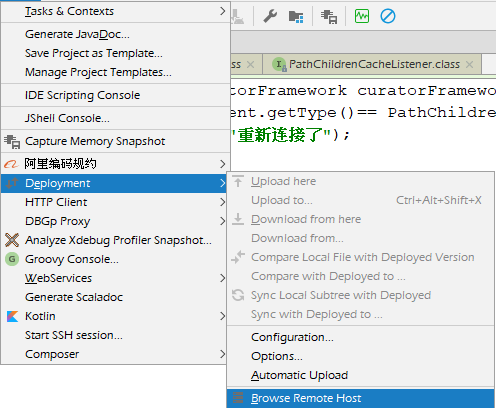 Tasks & Contexts
Generate JavaDoc...
Save Project as Template...
Manage Project Templates...
IDE Scripting Console
JShell Console...
Capture Memory Snapshot
阿里编码规约
Deployment
HTTP Client
DBGp Proxy
Analyze Xdebug Profiler Snapshot...
Groovy Console...
WebServices
Generate Scaladoc
Kotlin
Start SSH session...
Composer
ss
PathChildrenCacheListener.class
atorFramework curatorFramew
ent.getType()== PathChildre
"重新连接了");
Upload here
Upload to... Ctrl+Alt+Shift+X
Download from here
Download from...
Compare Local File with Deployed Version
Compare with Deployed to ...
Sync Local Subtree with Deployed
Sync with Deployed to ...
Configuration...
Options...
Automatic Upload
Browse Remote Host